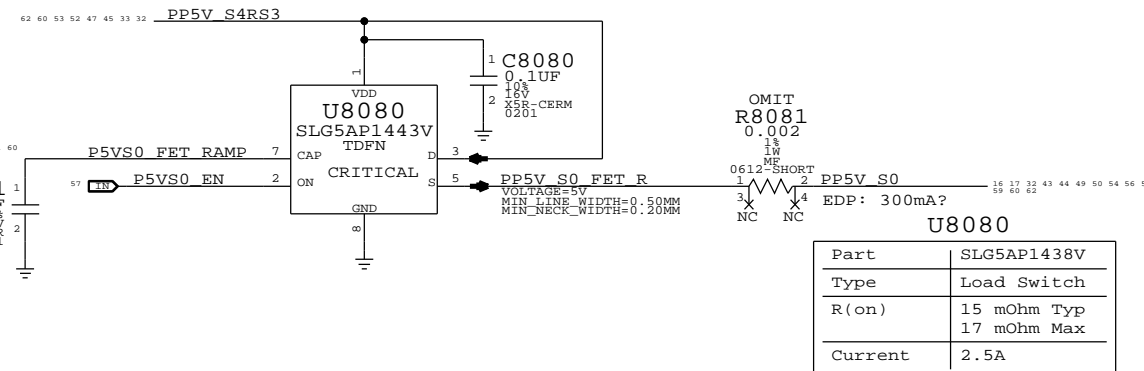 62 60 53 52 47 45 33 32 PP5V_S4RS3
1
VDD
U8080
SLG5AP1443V
TDFN
CRITICAL
CAP
ON
D
S
GND
8
1 C8080
0.1UF
10%
16V
2 X5R-CERM
0201
60
P5VS0_FET_RAMP 7
57 IN P5VS0_EN 2
3
5 PP5V_S0_FET_R
VOLTAGE=5V
MIN_LINE_WIDTH=0.50MM
MIN_NECK_WIDTH=0.20MM
1
2
OMIT
R8081
0.002
1%
1W
MF
0612-SHORT
1 2
3 4
NC NC
PP5V_S0
16 17 32 43 44 49 50 54 56
59 60 62
EDP: 300mA?
U8080
Part SLG5AP1438V
Type Load Switch
R(on) 15 mOhm Typ
17 mOhm Max
Current 2.5A